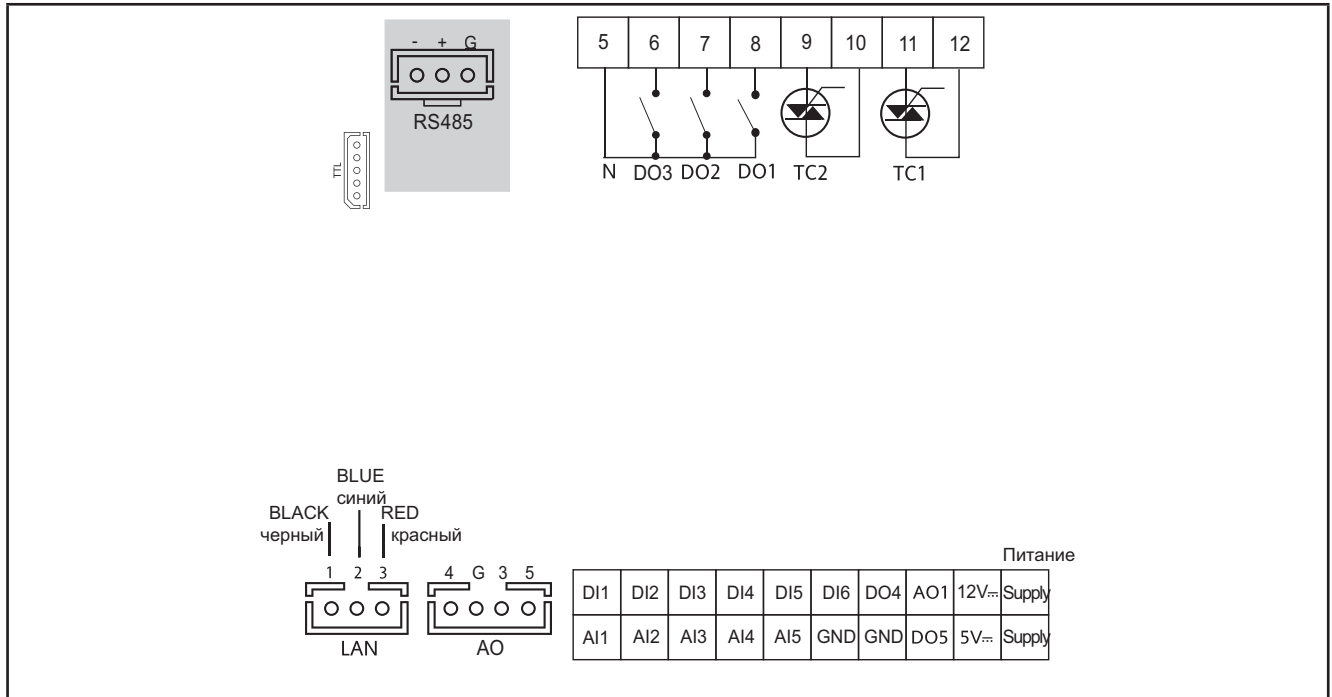 - + G
RS485
TTL
5 6 7 8 9 10 11 12
N DO3 DO2 DO1 TC2 TC1
BLUE
синий
BLACK RED
черный красный
1 2 3
LAN
4 G 3 5
AO
Питание
DI1 DI2 DI3 DI4 DI5 DI6 DO4 AO1 12V⎓ Supply
AI1 AI2 AI3 AI4 AI5 GND GND DO5 5V⎓ Supply